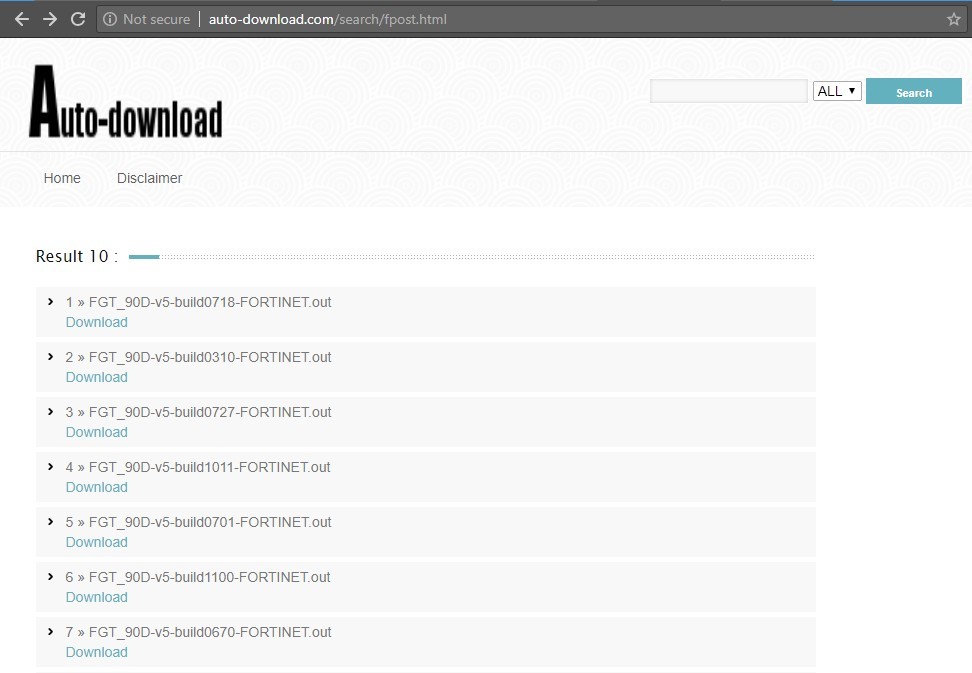 Not secure | auto-download.com/search/fpost.html
Auto-download
ALL
Search
Home Disclaimer
Result 10 :
1 » FGT_90D-v5-build0718-FORTINET.out
Download
2 » FGT_90D-v5-build0310-FORTINET.out
Download
3 » FGT_90D-v5-build0727-FORTINET.out
Download
4 » FGT_90D-v5-build1011-FORTINET.out
Download
5 » FGT_90D-v5-build0701-FORTINET.out
Download
6 » FGT_90D-v5-build1100-FORTINET.out
Download
7 » FGT_90D-v5-build0670-FORTINET.out
Download